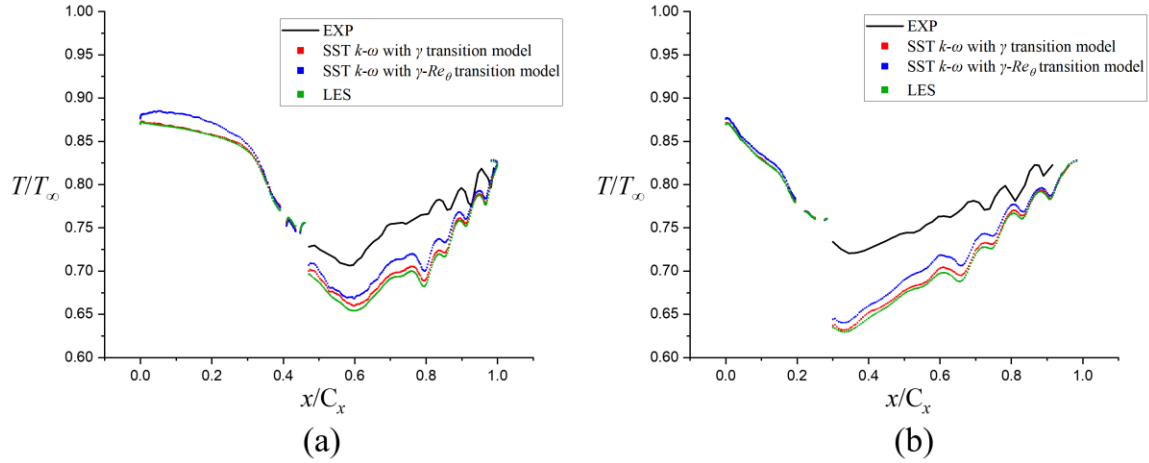 EXP
SST k-ω with γ transition model
SST k-ω with γ-Reθ transition model
LES
1.00
0.95
0.90
0.85
0.80
0.75
0.70
0.65
0.60
T/T∞
0.0 0.2 0.4 0.6 0.8 1.0
x/Cx
(a)
EXP
SST k-ω with γ transition model
SST k-ω with γ-Reθ transition model
LES
1.00
0.95
0.90
0.85
0.80
0.75
0.70
0.65
0.60
T/T∞
0.0 0.2 0.4 0.6 0.8 1.0
x/Cx
(b)